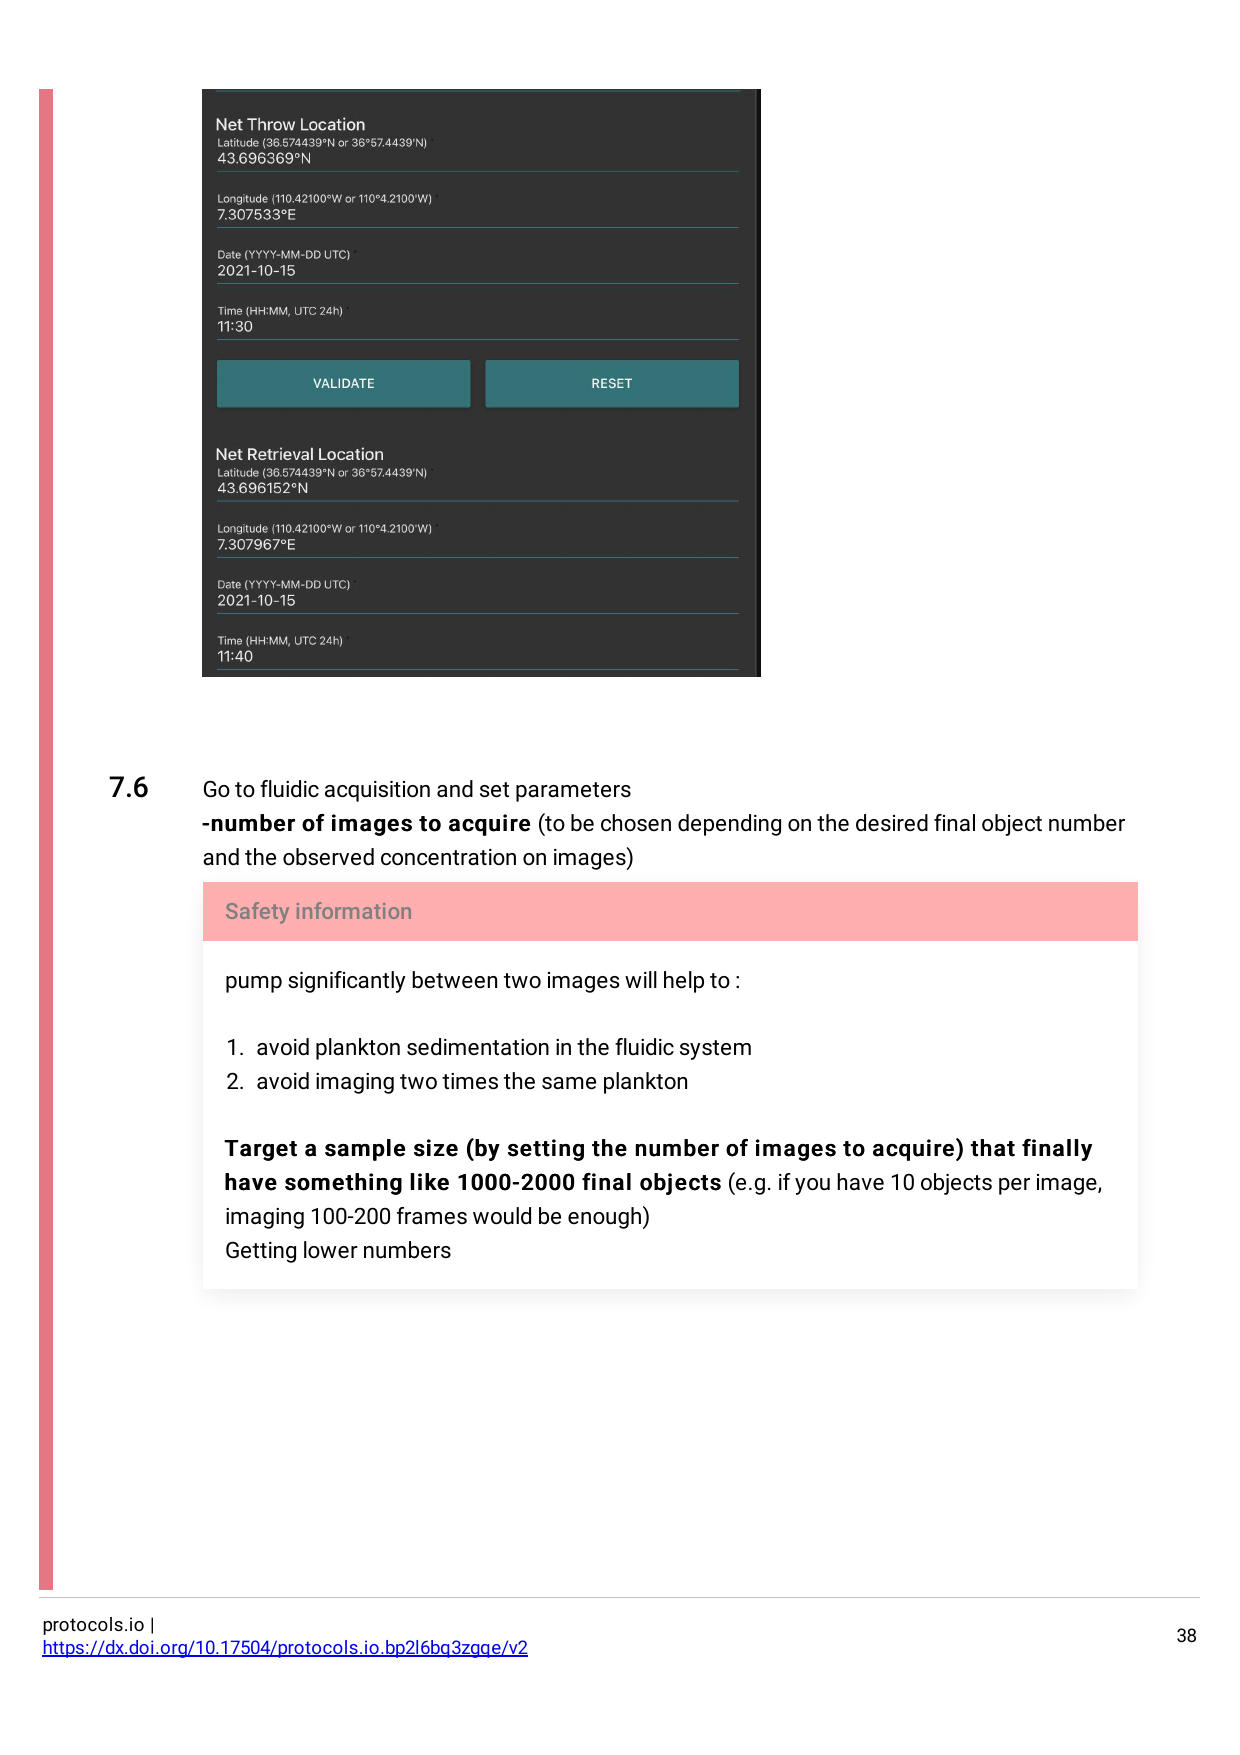 Net Throw Location
Latitude (36.574439°N or 36°57.4439'N)
43.696369°N
Longitude (110.42100°W or 110°4.2100'W) *
7.307533°E
Date (YYYY-MM-DD UTC) *
2021-10-15
Time (HH:MM, UTC 24h)
11:30
VALIDATE RESET
Net Retrieval Location
Latitude (36.574439°N or 36°57.4439'N)
43.696152°N
Longitude (110.42100°W or 110°4.2100'W) *
7.307967°E
Date (YYYY-MM-DD UTC) *
2021-10-15
Time (HH:MM, UTC 24h) *
11:40
7.6 Go to fluidic acquisition and set parameters
-number of images to acquire (to be chosen depending on the desired final object number
and the observed concentration on images)
Safety information
pump significantly between two images will help to :
1. avoid plankton sedimentation in the fluidic system
2. avoid imaging two times the same plankton
Target a sample size (by setting the number of images to acquire) that finally
have something like 1000-2000 final objects (e.g. if you have 10 objects per image,
imaging 100-200 frames would be enough)
Getting lower numbers
protocols.io |
https://dx.doi.org/10.17504/protocols.io.bp2l6bq3zgqe/v2
38